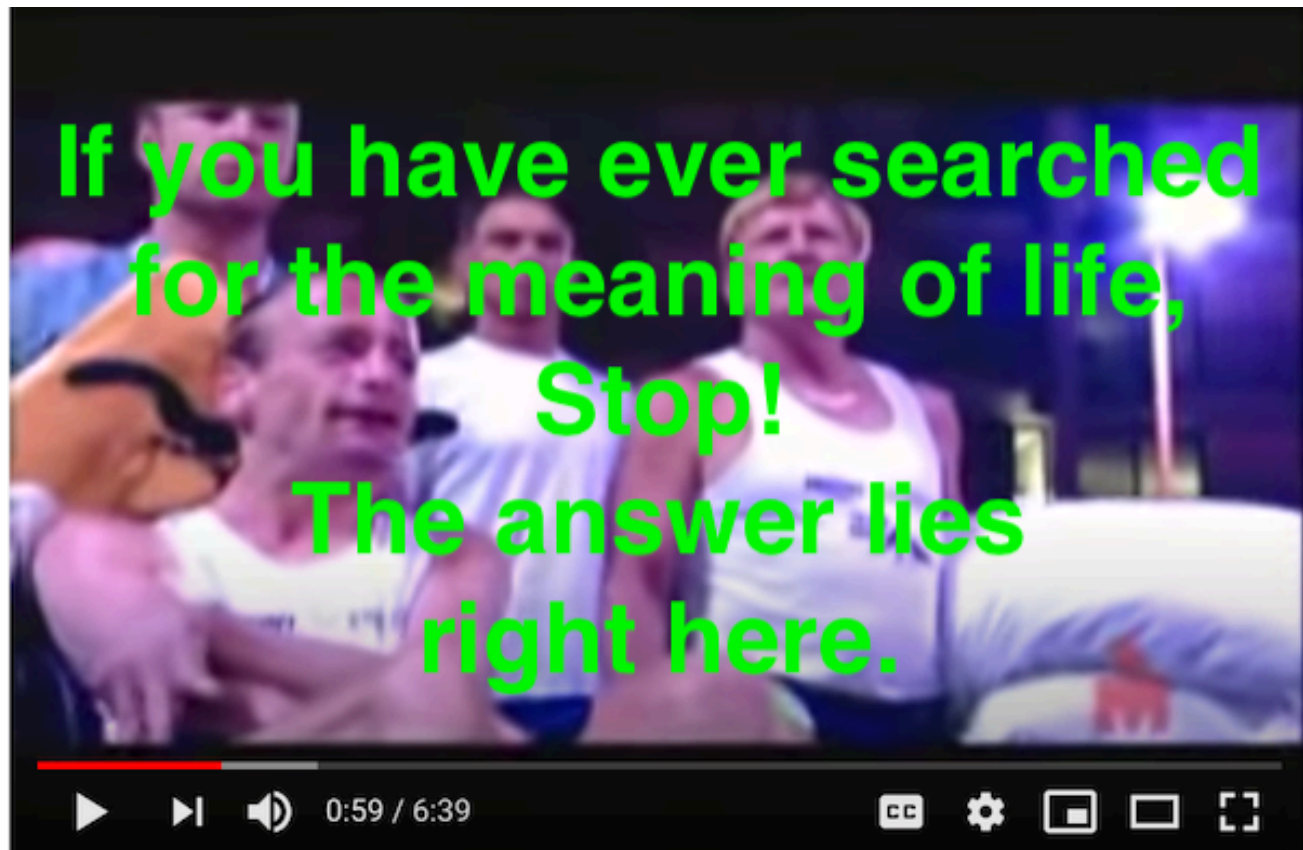 If you have ever searched
for the meaning of life,
Stop!
The answer lies
right here.
0:59 / 6:39
CC